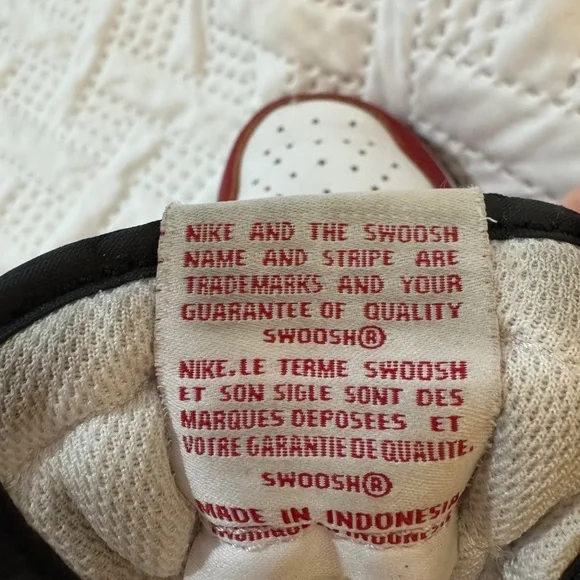 NIKE AND THE SWOOSH
NAME AND STRIPE ARE
TRADEMARKS AND YOUR
GUARANTEE OF QUALITY
SWOOSH®
NIKE.LE TERME SWOOSH
ET SON SIGLE SONT DES
MARQUES DEPOSEES ET
VOTRE GARANTIE DE QUALITE.
SWOOSH®
MADE IN INDONESIA
INDONESIE